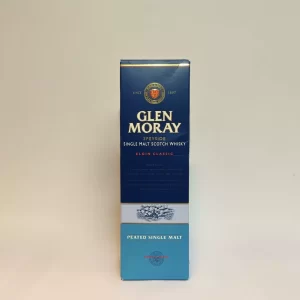 GLEN
MORAY
SPEYSIDE
SINGLE MALT SCOTCH WHISKY
ELGIN CLASSIC
PEATED SINGLE MALT